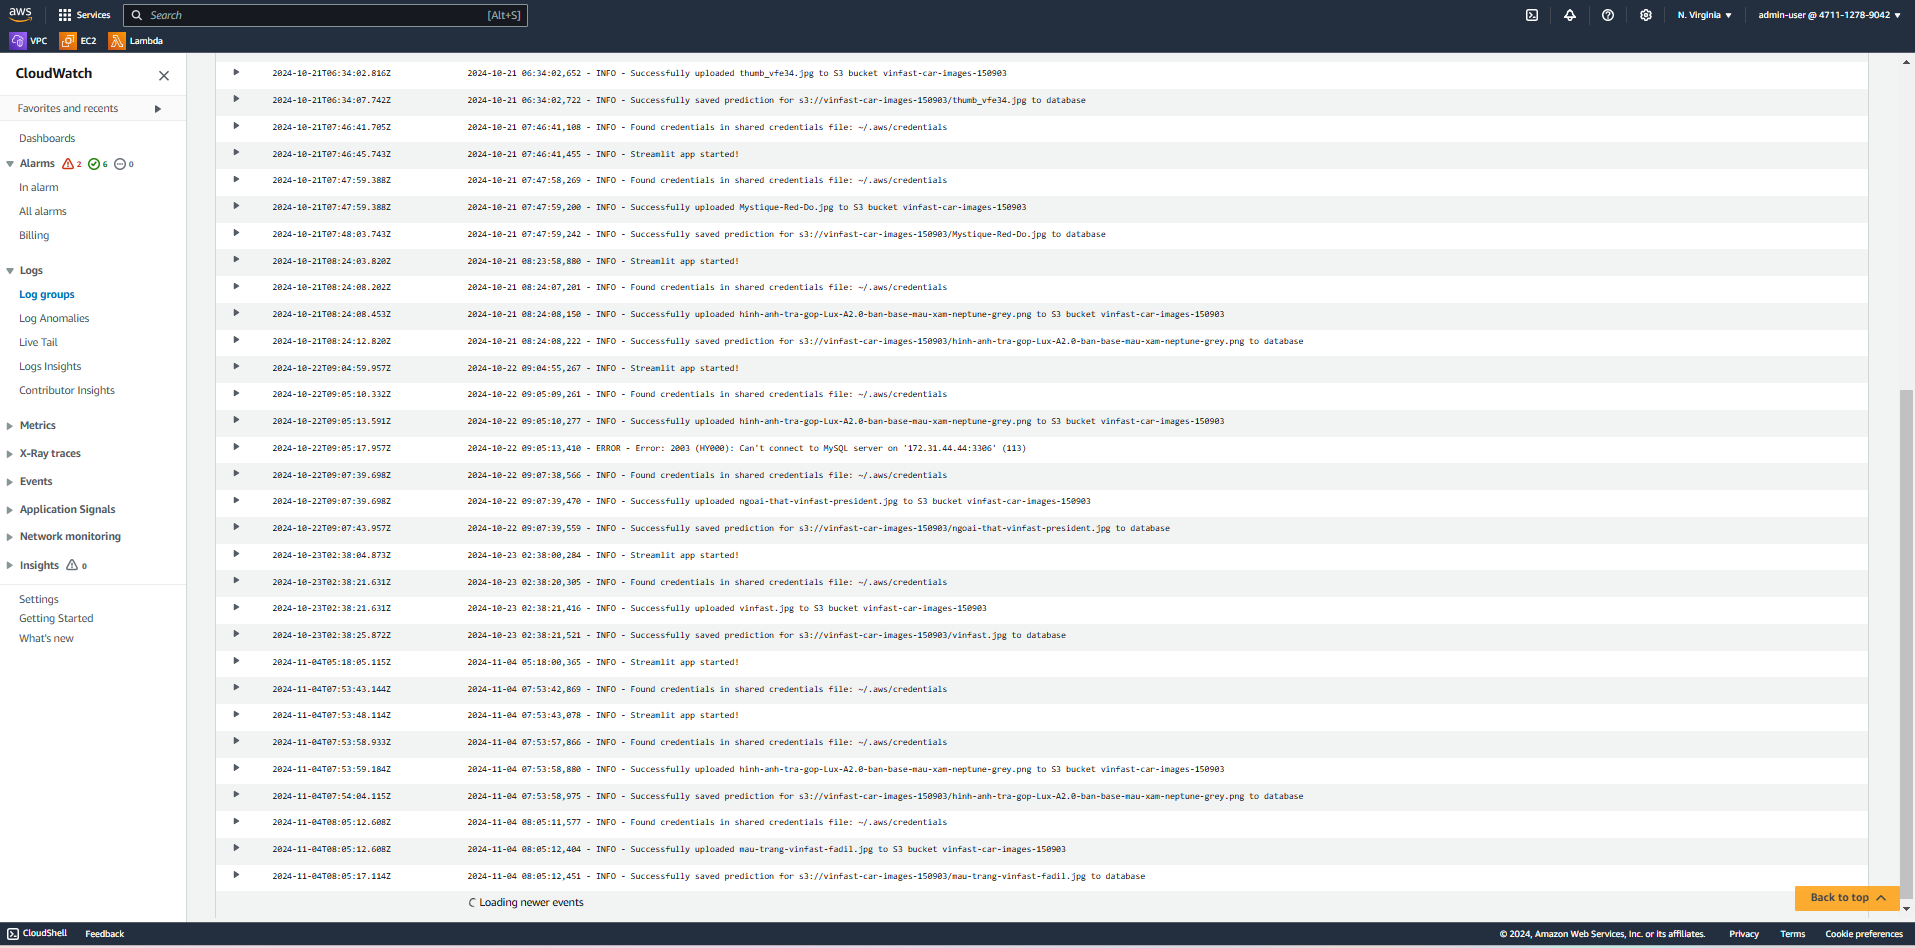 aws
Services
Search
[Alt+S]
N. Virginia
admin-user @ 4711-1278-9042
VPC
EC2
Lambda
CloudWatch
Favorites and recents
Dashboards
Alarms 2 6 0
In alarm
All alarms
Billing
Logs
Log groups
Log Anomalies
Live Tail
Logs Insights
Contributor Insights
Metrics
X-Ray traces
Events
Application Signals
Network monitoring
Insights 0
Settings
Getting Started
What's new
2024-10-21T06:34:02.816Z 2024-10-21 06:34:02,652 - INFO - Successfully uploaded thumb_vfe34.jpg to S3 bucket vinfast-car-images-150903
2024-10-21T06:34:07.742Z 2024-10-21 06:34:02,722 - INFO - Successfully saved prediction for s3://vinfast-car-images-150903/thumb_vfe34.jpg to database
2024-10-21T07:46:41.705Z 2024-10-21 07:46:41,108 - INFO - Found credentials in shared credentials file: ~/.aws/credentials
2024-10-21T07:46:45.743Z 2024-10-21 07:46:41,455 - INFO - Streamlit app started!
2024-10-21T07:47:59.388Z 2024-10-21 07:47:58,269 - INFO - Found credentials in shared credentials file: ~/.aws/credentials
2024-10-21T07:47:59.388Z 2024-10-21 07:47:59,200 - INFO - Successfully uploaded Mystique-Red-Do.jpg to S3 bucket vinfast-car-images-150903
2024-10-21T07:48:03.743Z 2024-10-21 07:47:59,242 - INFO - Successfully saved prediction for s3://vinfast-car-images-150903/Mystique-Red-Do.jpg to database
2024-10-21T08:24:03.820Z 2024-10-21 08:23:58,880 - INFO - Streamlit app started!
2024-10-21T08:24:08.202Z 2024-10-21 08:24:07,201 - INFO - Found credentials in shared credentials file: ~/.aws/credentials
2024-10-21T08:24:08.453Z 2024-10-21 08:24:08,150 - INFO - Successfully uploaded hinh-anh-tra-gop-Lux-A2.0-ban-base-mau-xam-neptune-grey.png to S3 bucket vinfast-car-images-150903
2024-10-21T08:24:12.820Z 2024-10-21 08:24:08,222 - INFO - Successfully saved prediction for s3://vinfast-car-images-150903/hinh-anh-tra-gop-Lux-A2.0-ban-base-mau-xam-neptune-grey.png to database
2024-10-22T09:04:59.957Z 2024-10-22 09:04:55,267 - INFO - Streamlit app started!
2024-10-22T09:05:10.332Z 2024-10-22 09:05:09,261 - INFO - Found credentials in shared credentials file: ~/.aws/credentials
2024-10-22T09:05:13.591Z 2024-10-22 09:05:10,277 - INFO - Successfully uploaded hinh-anh-tra-gop-Lux-A2.0-ban-base-mau-xam-neptune-grey.png to S3 bucket vinfast-car-images-150903
2024-10-22T09:05:17.957Z 2024-10-22 09:05:13,410 - ERROR - Error: 2003 (HY000): Can't connect to MySQL server on '172.31.44.44:3306' (113)
2024-10-22T09:07:39.698Z 2024-10-22 09:07:38,566 - INFO - Found credentials in shared credentials file: ~/.aws/credentials
2024-10-22T09:07:39.698Z 2024-10-22 09:07:39,470 - INFO - Successfully uploaded ngoai-that-vinfast-president.jpg to S3 bucket vinfast-car-images-150903
2024-10-22T09:07:43.957Z 2024-10-22 09:07:39,559 - INFO - Successfully saved prediction for s3://vinfast-car-images-150903/ngoai-that-vinfast-president.jpg to database
2024-10-23T02:38:04.873Z 2024-10-23 02:38:00,284 - INFO - Streamlit app started!
2024-10-23T02:38:21.631Z 2024-10-23 02:38:20,305 - INFO - Found credentials in shared credentials file: ~/.aws/credentials
2024-10-23T02:38:21.631Z 2024-10-23 02:38:21,416 - INFO - Successfully uploaded vinfast.jpg to S3 bucket vinfast-car-images-150903
2024-10-23T02:38:25.872Z 2024-10-23 02:38:21,521 - INFO - Successfully saved prediction for s3://vinfast-car-images-150903/vinfast.jpg to database
2024-11-04T05:18:05.115Z 2024-11-04 05:18:00,365 - INFO - Streamlit app started!
2024-11-04T07:53:43.144Z 2024-11-04 07:53:42,869 - INFO - Found credentials in shared credentials file: ~/.aws/credentials
2024-11-04T07:53:48.114Z 2024-11-04 07:53:43,078 - INFO - Streamlit app started!
2024-11-04T07:53:58.933Z 2024-11-04 07:53:57,866 - INFO - Found credentials in shared credentials file: ~/.aws/credentials
2024-11-04T07:53:59.184Z 2024-11-04 07:53:58,880 - INFO - Successfully uploaded hinh-anh-tra-gop-Lux-A2.0-ban-base-mau-xam-neptune-grey.png to S3 bucket vinfast-car-images-150903
2024-11-04T07:54:04.115Z 2024-11-04 07:53:58,975 - INFO - Successfully saved prediction for s3://vinfast-car-images-150903/hinh-anh-tra-gop-Lux-A2.0-ban-base-mau-xam-neptune-grey.png to database
2024-11-04T08:05:12.608Z 2024-11-04 08:05:11,577 - INFO - Found credentials in shared credentials file: ~/.aws/credentials
2024-11-04T08:05:12.608Z 2024-11-04 08:05:12,404 - INFO - Successfully uploaded mau-trang-vinfast-fadil.jpg to S3 bucket vinfast-car-images-150903
2024-11-04T08:05:17.114Z 2024-11-04 08:05:12,451 - INFO - Successfully saved prediction for s3://vinfast-car-images-150903/mau-trang-vinfast-fadil.jpg to database
Loading newer events
Back to top
CloudShell
Feedback
© 2024, Amazon Web Services, Inc. or its affiliates.
Privacy
Terms
Cookie preferences